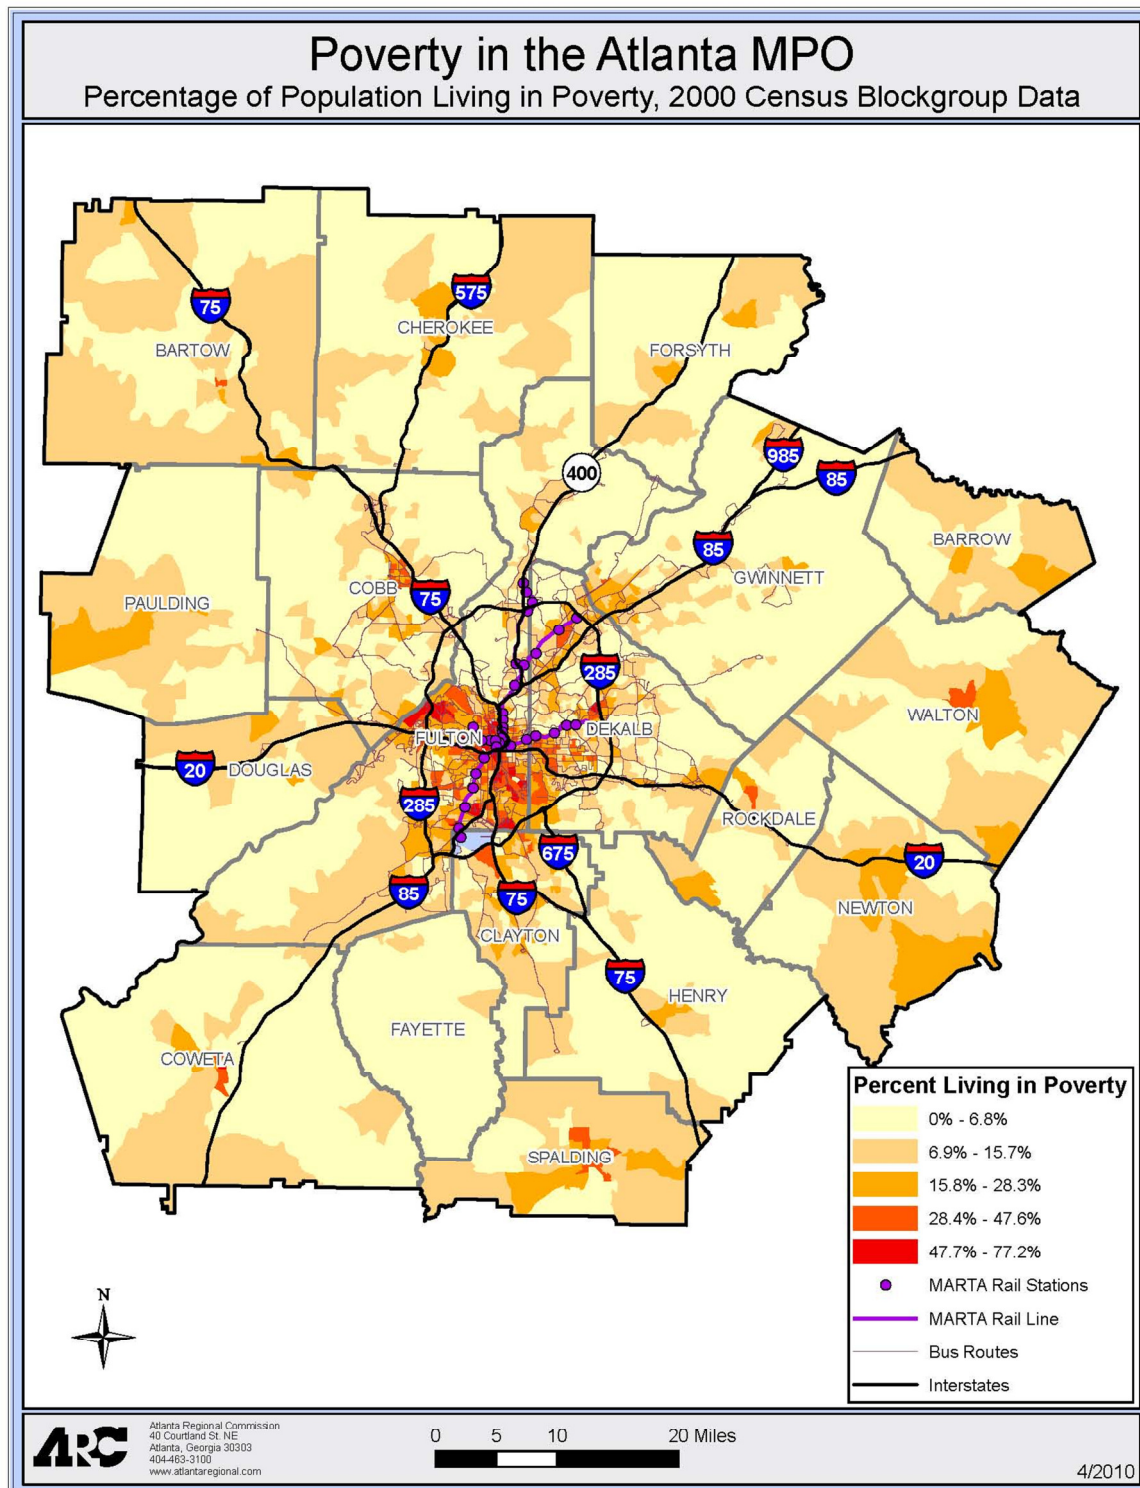 Poverty in the Atlanta MPO
Percentage of Population Living in Poverty, 2000 Census Blockgroup Data
575
75
CHEROKEE
BARTOW
FORSYTH
985
400
85
85
BARROW
GWINNETT
COBB
75
PAULDING
285
WALTON
DEKALB
FULTON
20
DOUGLAS
285
ROCKDALE
675
20
85
75
NEWTON
CLAYTON
75
HENRY
FAYETTE
COWETA
SPALDING
Percent Living in Poverty
0% - 6.8%
6.9% - 15.7%
15.8% - 28.3%
28.4% - 47.6%
47.7% - 77.2%
MARTA Rail Stations
MARTA Rail Line
Bus Routes
Interstates
N
ARC
Atlanta Regional Commission
40 Courtland St. NE
Atlanta, Georgia 30303
404-463-3100
www.atlantaregional.com
0 5 10 20 Miles
4/2010